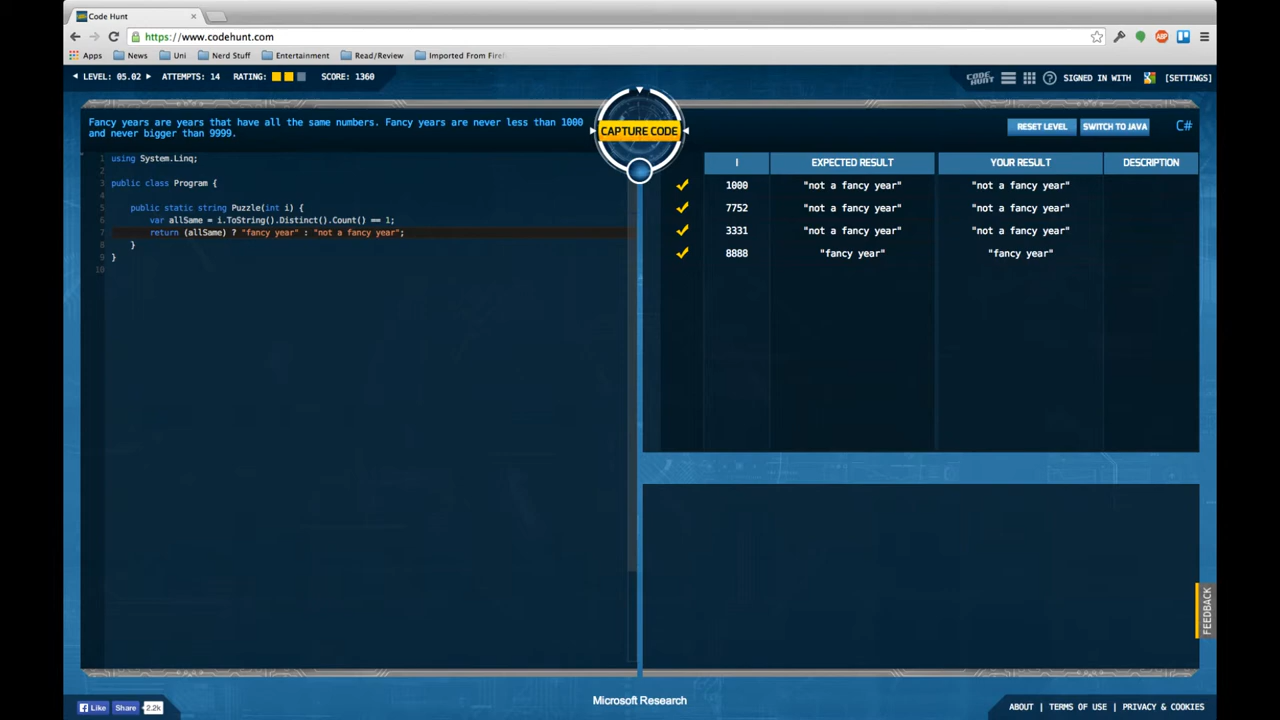 Code Hunt
https://www.codehunt.com
Apps News Uni Nerd Stuff Entertainment Read/Review Imported From Firef
LEVEL: 05.02 ATTEMPTS: 14 RATING: SCORE: 1360
CODE HUNT SIGNED IN WITH [SETTINGS]
Fancy years are years that have all the same numbers. Fancy years are never less than 1000
and never bigger than 9999.
CAPTURE CODE
RESET LEVEL SWITCH TO JAVA C#
1 using System.Linq;
2
3 public class Program {
4
5 public static string Puzzle(int i) {
6 var allSame = i.ToString().Distinct().Count() == 1;
7 return (allSame) ? "fancy year" : "not a fancy year";
8 }
9 }
10
I EXPECTED RESULT YOUR RESULT DESCRIPTION
1000 "not a fancy year" "not a fancy year"
7752 "not a fancy year" "not a fancy year"
3331 "not a fancy year" "not a fancy year"
8888 "fancy year" "fancy year"
FEEDBACK
Like Share 2.2k
Microsoft Research
ABOUT | TERMS OF USE | PRIVACY & COOKIES